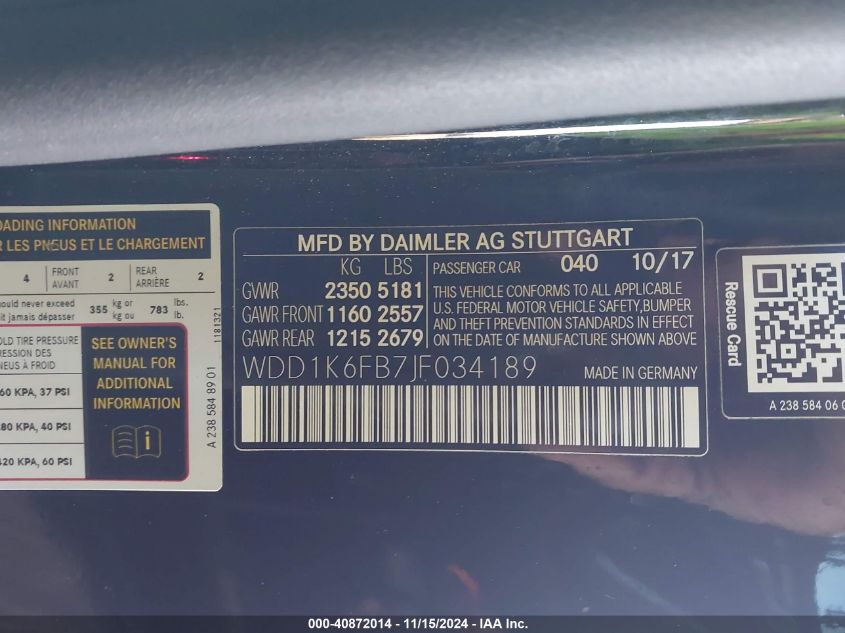 OADING INFORMATION
R LES PNEUS ET LE CHARGEMENT
4 FRONT AVANT 2 REAR ARRIÈRE 2
ould never exceed 355 kg or 783 lbs.
it jamais dépasser kg ou lb.
OLD TIRE PRESSURE
RESSION DES
NEUS À FROID
60 KPA, 37 PSI
80 KPA, 40 PSI
420 KPA, 60 PSI
SEE OWNER'S
MANUAL FOR
ADDITIONAL
INFORMATION
A 238 584 89 01
1181321
MFD BY DAIMLER AG STUTTGART
KG LBS
GVWR 2350 5181
GAWR FRONT 1160 2557
GAWR REAR 1215 2679
PASSENGER CAR 040 10/17
THIS VEHICLE CONFORMS TO ALL APPLICABLE
U.S. FEDERAL MOTOR VEHICLE SAFETY,BUMPER
AND THEFT PREVENTION STANDARDS IN EFFECT
ON THE DATE OF MANUFACTURE SHOWN ABOVE.
WDD1K6FB7JF034189 MADE IN GERMANY
Rescue Card
A 238 584 06 0
000-40872014 - 11/15/2024 - IAA Inc.